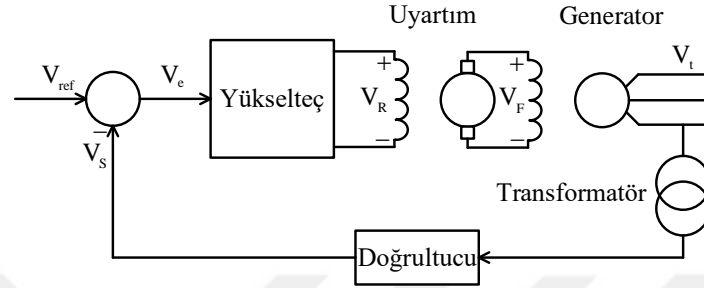 Uyartım
Generator
V_ref
V_e
Yükselteç
+
V_R
−
+
V_F
−
V_t
−
V_S
Transformatör
Doğrultucu